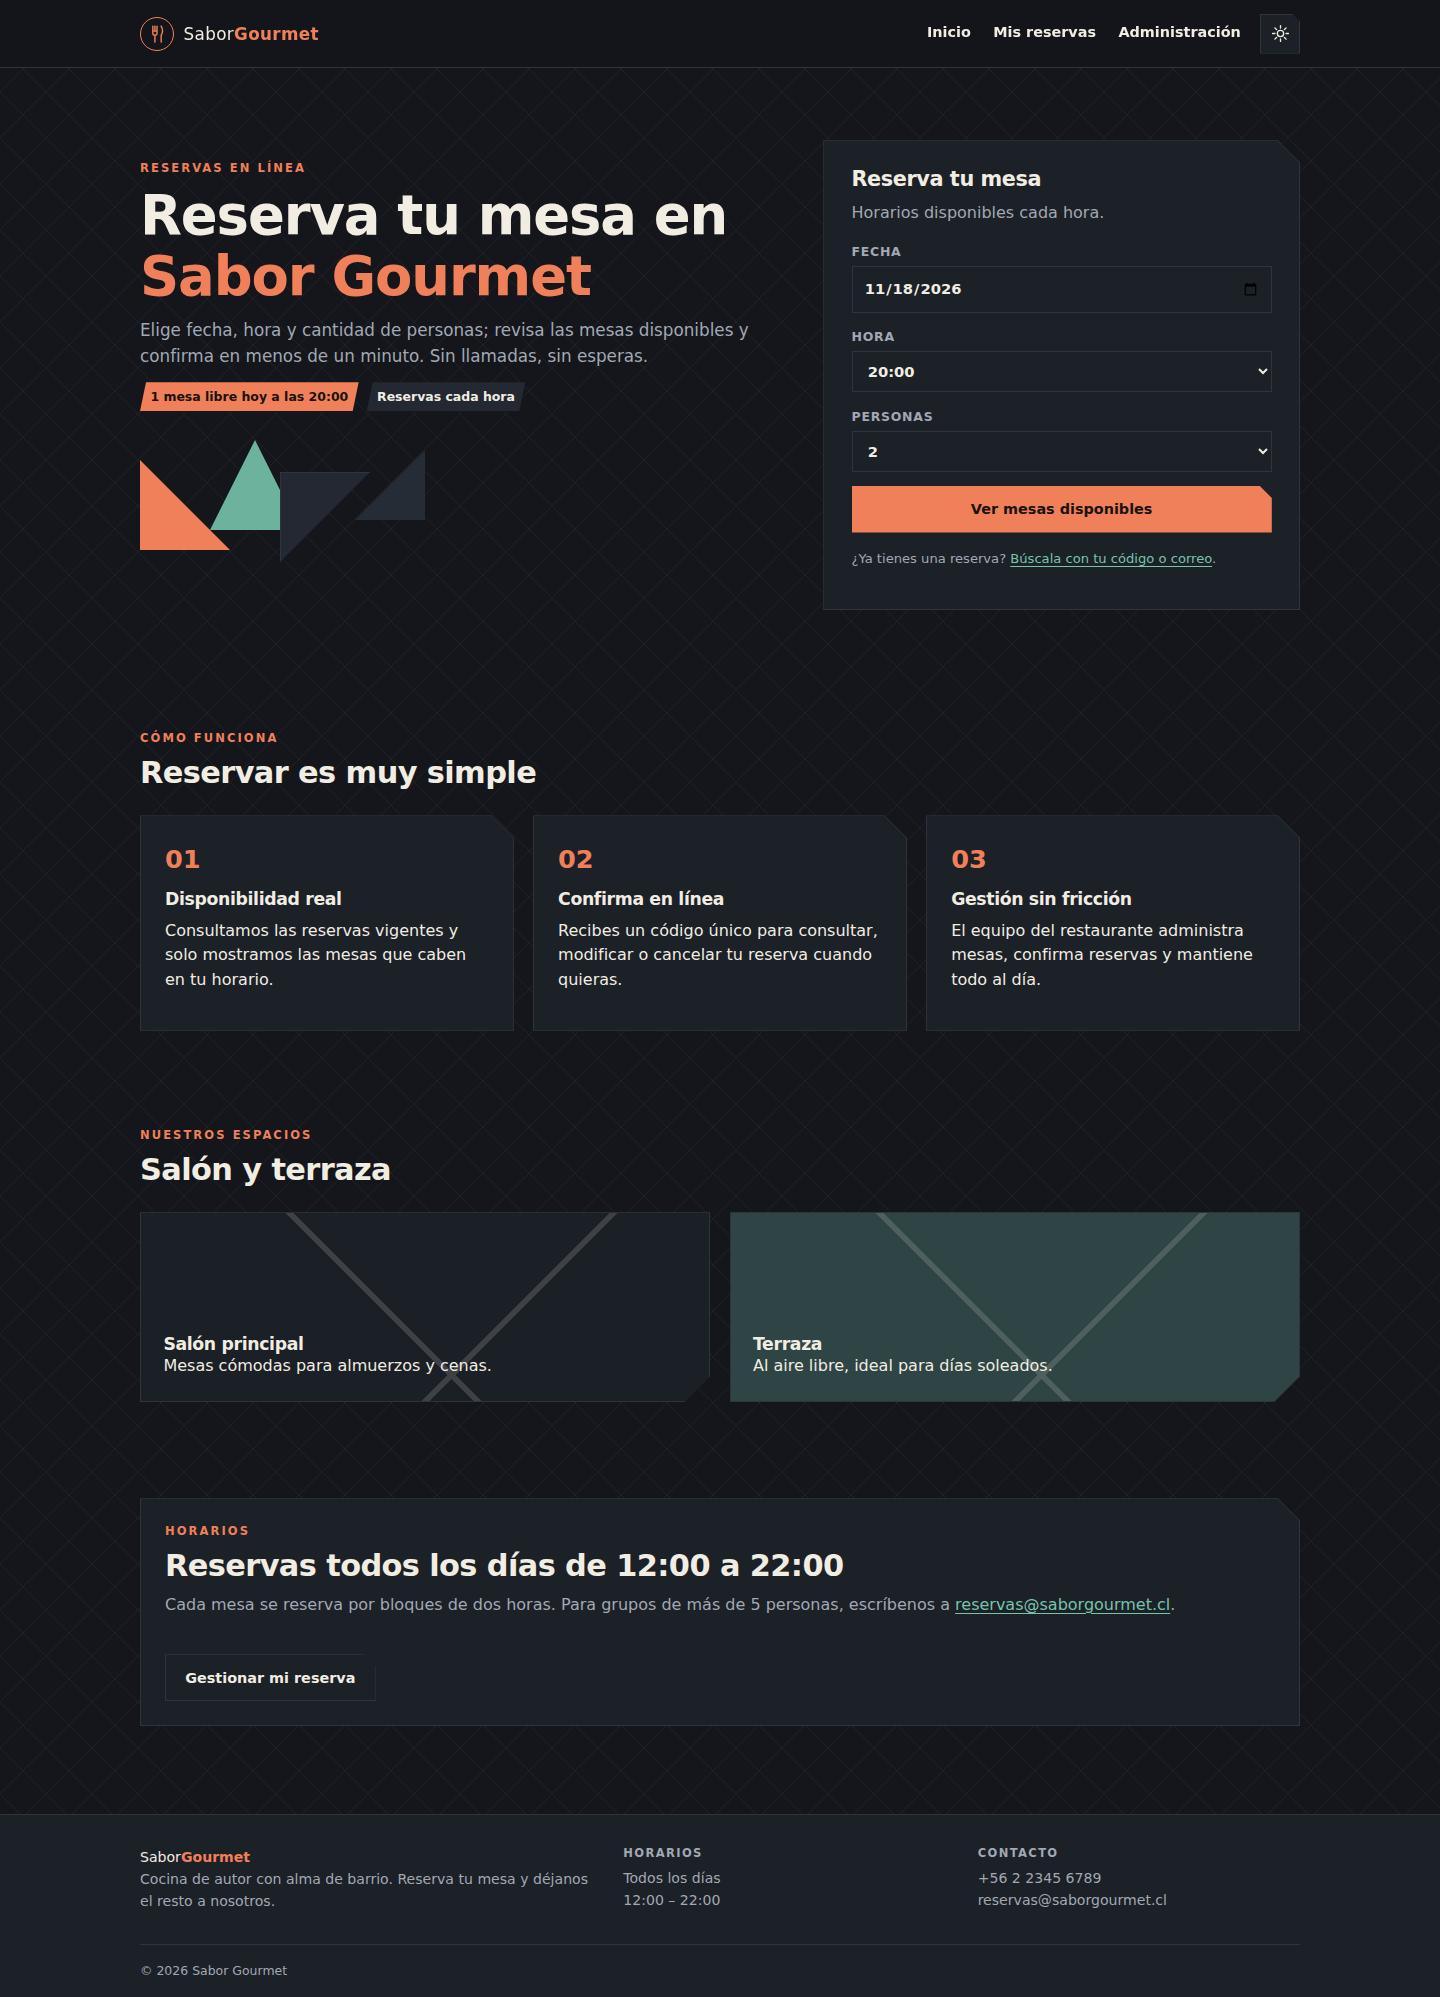 SaborGourmet
Inicio
Mis reservas
Administración
RESERVAS EN LÍNEA
Reserva tu mesa en
Sabor Gourmet
Elige fecha, hora y cantidad de personas; revisa las mesas disponibles y
confirma en menos de un minuto. Sin llamadas, sin esperas.
1 mesa libre hoy a las 20:00
Reservas cada hora
Reserva tu mesa
Horarios disponibles cada hora.
FECHA
11/18/2026
HORA
20:00
PERSONAS
2
Ver mesas disponibles
¿Ya tienes una reserva? Búscala con tu código o correo.
CÓMO FUNCIONA
Reservar es muy simple
01
Disponibilidad real
Consultamos las reservas vigentes y
solo mostramos las mesas que caben
en tu horario.
02
Confirma en línea
Recibes un código único para consultar,
modificar o cancelar tu reserva cuando
quieras.
03
Gestión sin fricción
El equipo del restaurante administra
mesas, confirma reservas y mantiene
todo al día.
NUESTROS ESPACIOS
Salón y terraza
Salón principal
Mesas cómodas para almuerzos y cenas.
Terraza
Al aire libre, ideal para días soleados.
HORARIOS
Reservas todos los días de 12:00 a 22:00
Cada mesa se reserva por bloques de dos horas. Para grupos de más de 5 personas, escríbenos a reservas@saborgourmet.cl.
Gestionar mi reserva
SaborGourmet
Cocina de autor con alma de barrio. Reserva tu mesa y déjanos
el resto a nosotros.
HORARIOS
Todos los días
12:00 – 22:00
CONTACTO
+56 2 2345 6789
reservas@saborgourmet.cl
© 2026 Sabor Gourmet